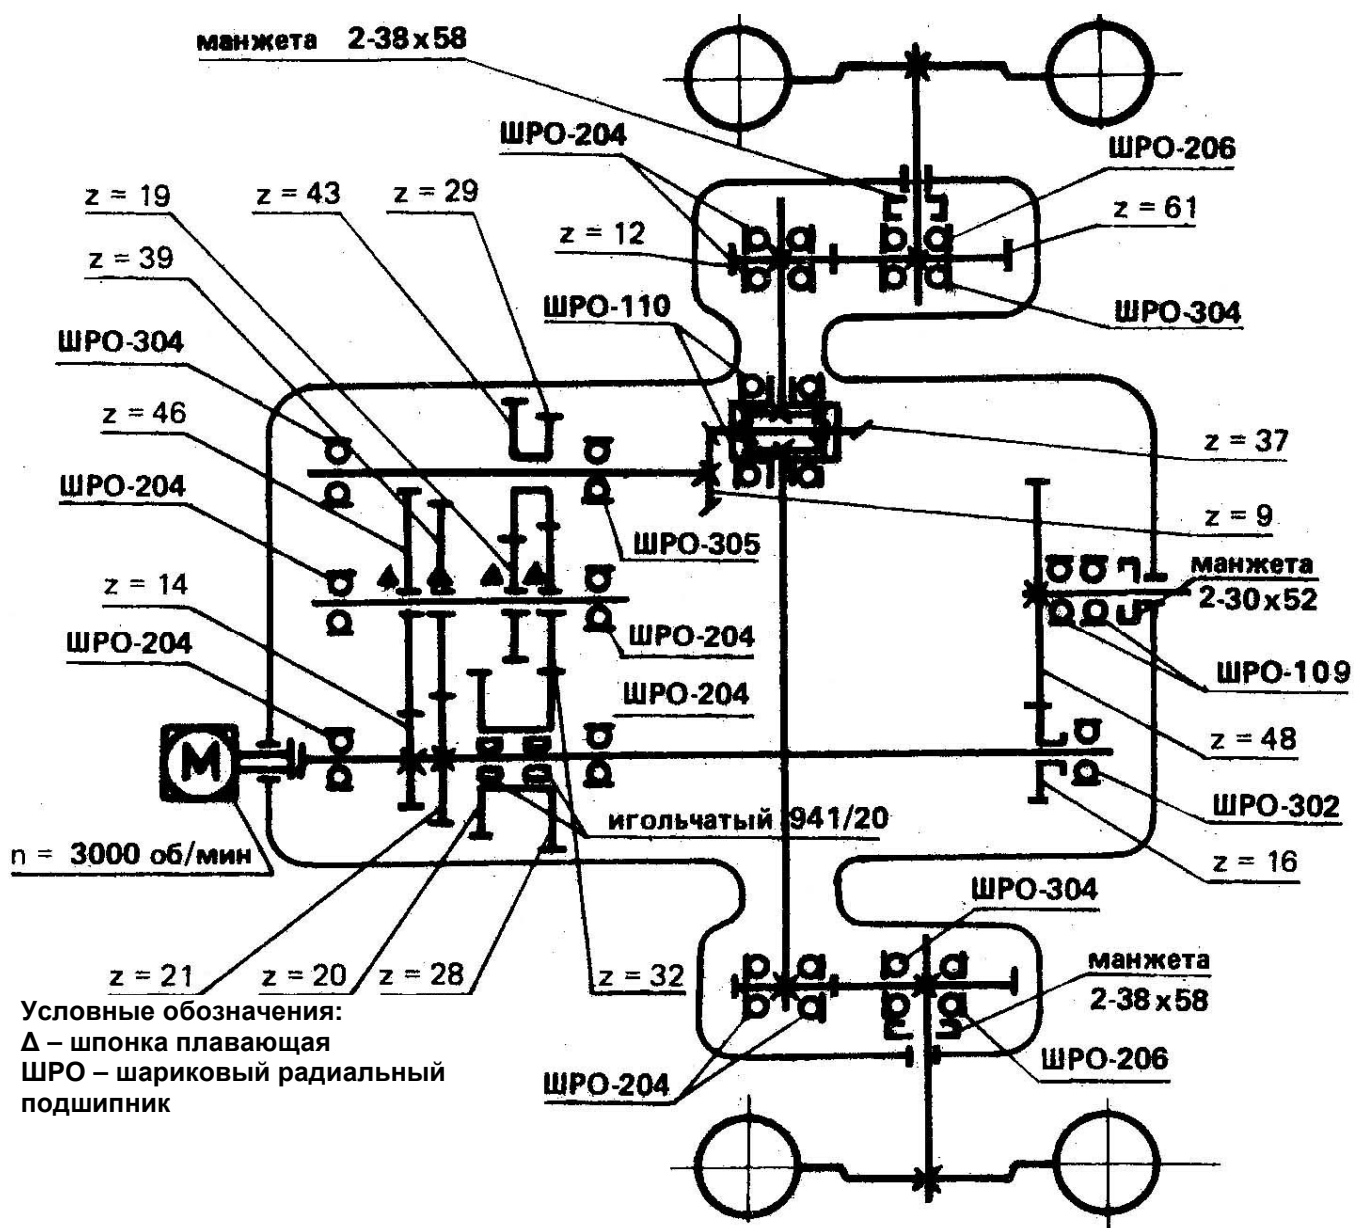 манжета 2-38х58
ШРО-204
ШРО-206
z = 19
z = 43
z = 29
z = 12
z = 61
z = 39
ШРО-110
ШРО-304
ШРО-304
z = 46
z = 37
ШРО-204
z = 9
ШРО-305
z = 14
манжета
2-30х52
ШРО-204
ШРО-204
ШРО-109
ШРО-204
М
z = 48
игольчатый 941/20
ШРО-302
n = 3000 об/мин
z = 16
ШРО-304
z = 21
z = 20
z = 28
z = 32
манжета
2-38х58
Условные обозначения:
Δ – шпонка плавающая
ШРО – шариковый радиальный
подшипник
ШРО-204
ШРО-206